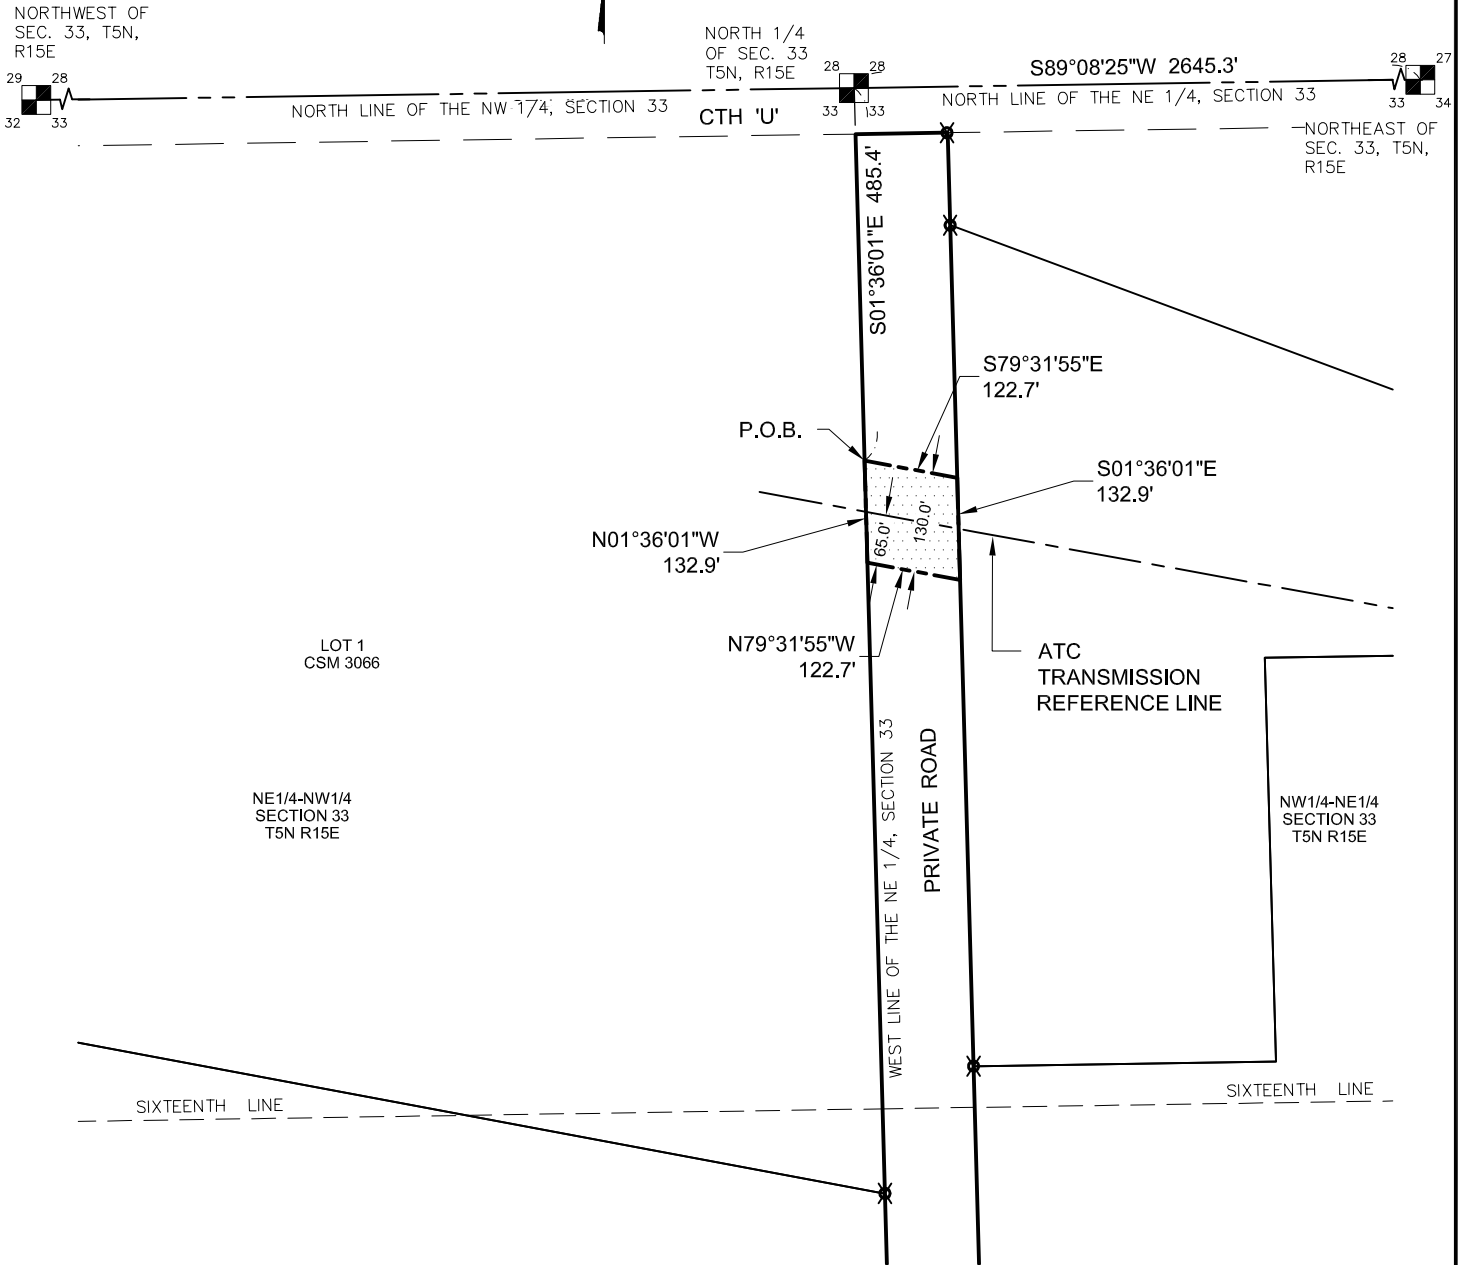 NORTHWEST OF
SEC. 33, T5N,
R15E
29 28
32 33
NORTH 1/4
OF SEC. 33
T5N, R15E
28 28
33 33
S89°08'25"W 2645.3'
28 27
33 34
NORTH LINE OF THE NW 1/4, SECTION 33
CTH 'U'
NORTH LINE OF THE NE 1/4, SECTION 33
NORTHEAST OF
SEC. 33, T5N,
R15E
S01°36'01"E 485.4'
S79°31'55"E
122.7'
P.O.B.
S01°36'01"E
132.9'
65.0'
130.0'
N01°36'01"W
132.9'
N79°31'55"W
122.7'
LOT 1
CSM 3066
ATC
TRANSMISSION
REFERENCE LINE
WEST LINE OF THE NE 1/4, SECTION 33
PRIVATE ROAD
NE1/4-NW1/4
SECTION 33
T5N R15E
NW1/4-NE1/4
SECTION 33
T5N R15E
SIXTEENTH LINE
SIXTEENTH LINE